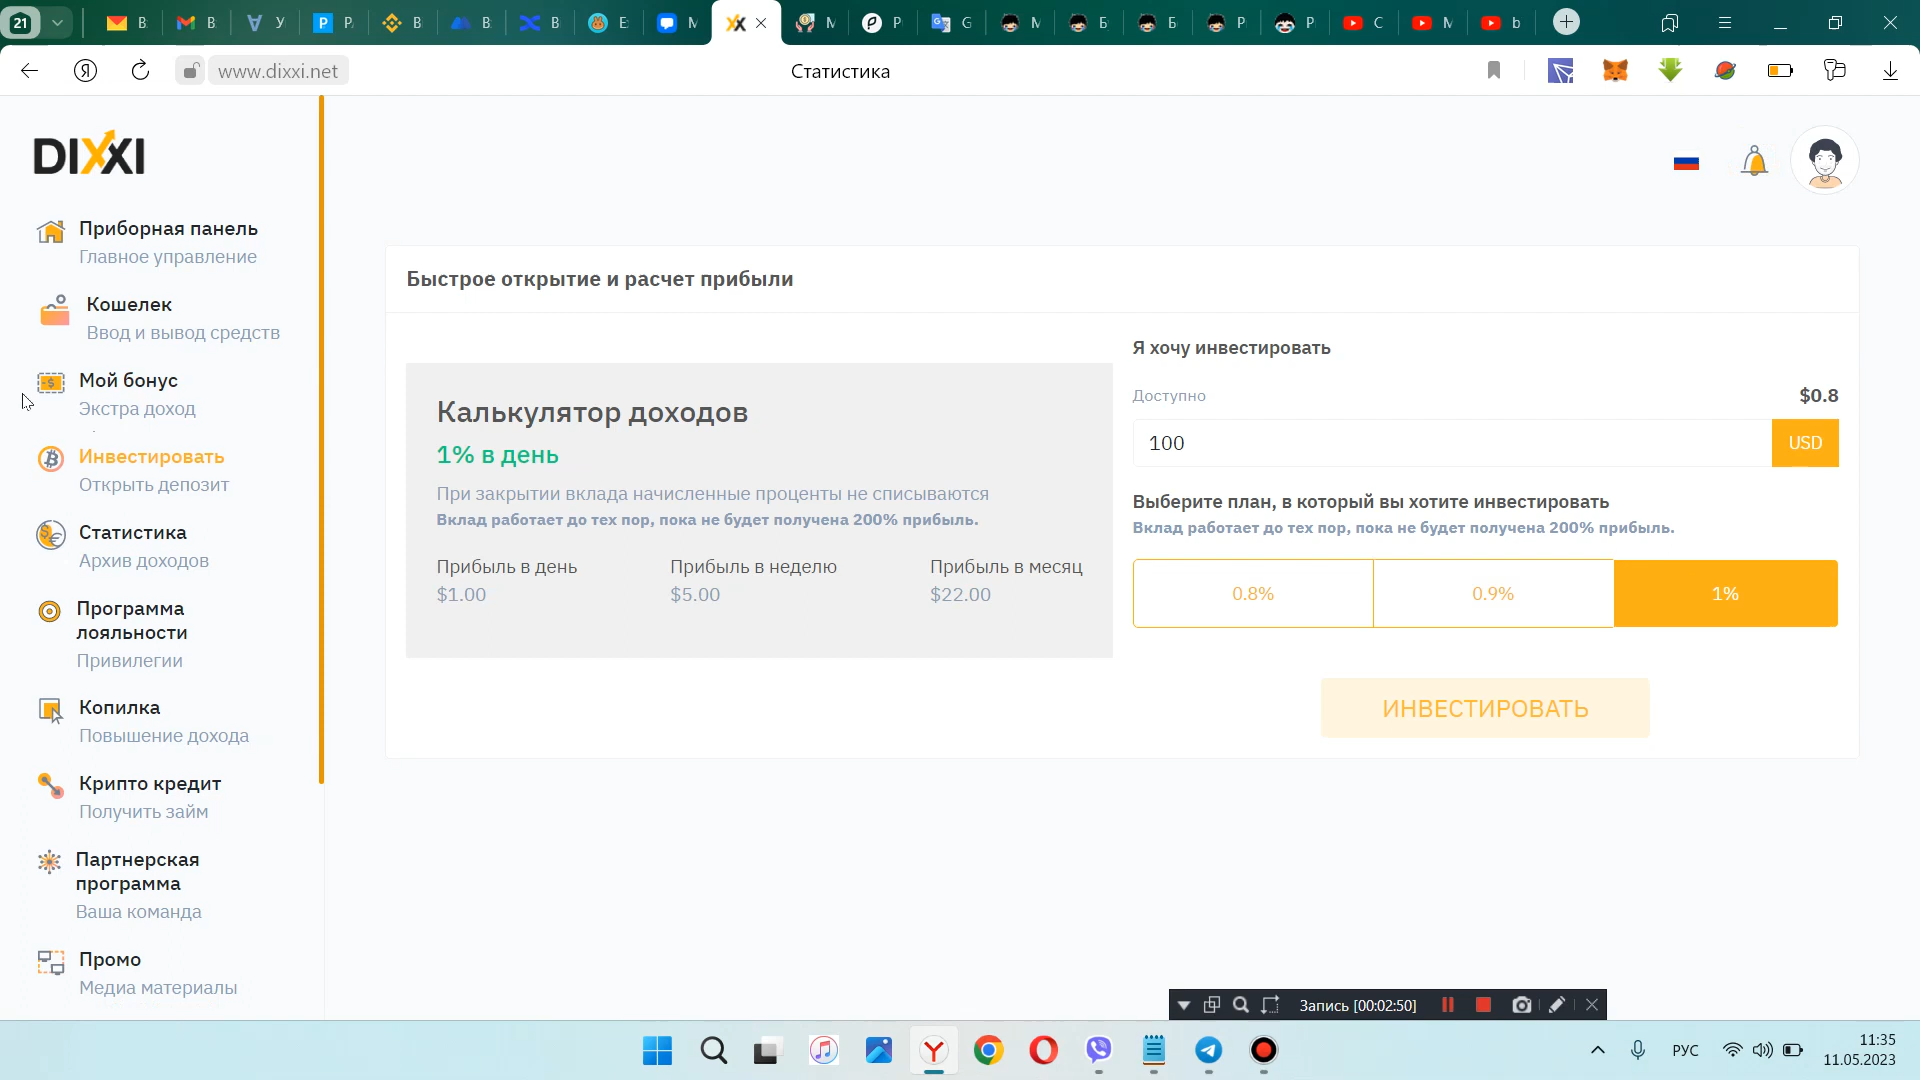 21
B
B
У
P
B
B
B
E
M
M
P
G
M
Б
Б
P
P
C
M
b
www.dixxi.net
Статистика
DIXXI
Приборная панель
Главное управление
Кошелек
Ввод и вывод средств
Мой бонус
Экстра доход
Инвестировать
Открыть депозит
Статистика
Архив доходов
Программа
лояльности
Привилегии
Копилка
Повышение дохода
Крипто кредит
Получить займ
Партнерская
программа
Ваша команда
Промо
Медиа материалы
Быстрое открытие и расчет прибыли
Калькулятор доходов
1% в день
При закрытии вклада начисленные проценты не списываются
Вклад работает до тех пор, пока не будет получена 200% прибыль.
Прибыль в день
$1.00
Прибыль в неделю
$5.00
Прибыль в месяц
$22.00
Я хочу инвестировать
Доступно $0.8
100 USD
Выберите план, в который вы хотите инвестировать
Вклад работает до тех пор, пока не будет получена 200% прибыль.
0.8% 0.9% 1%
ИНВЕСТИРОВАТЬ
Запись [00:02:50]
РУС
11:35
11.05.2023